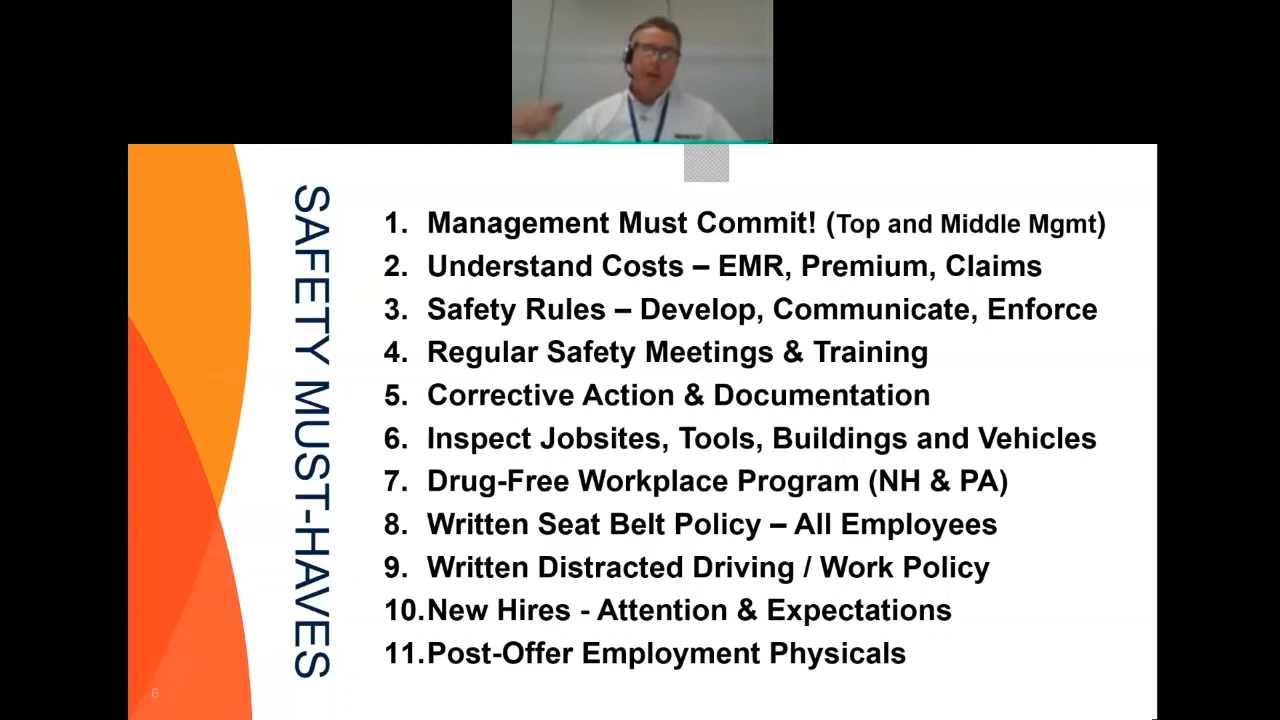 SAFETY MUST-HAVES
1. Management Must Commit! (Top and Middle Mgmt)
2. Understand Costs – EMR, Premium, Claims
3. Safety Rules – Develop, Communicate, Enforce
4. Regular Safety Meetings & Training
5. Corrective Action & Documentation
6. Inspect Jobsites, Tools, Buildings and Vehicles
7. Drug-Free Workplace Program (NH & PA)
8. Written Seat Belt Policy – All Employees
9. Written Distracted Driving / Work Policy
10. New Hires - Attention & Expectations
11. Post-Offer Employment Physicals
6